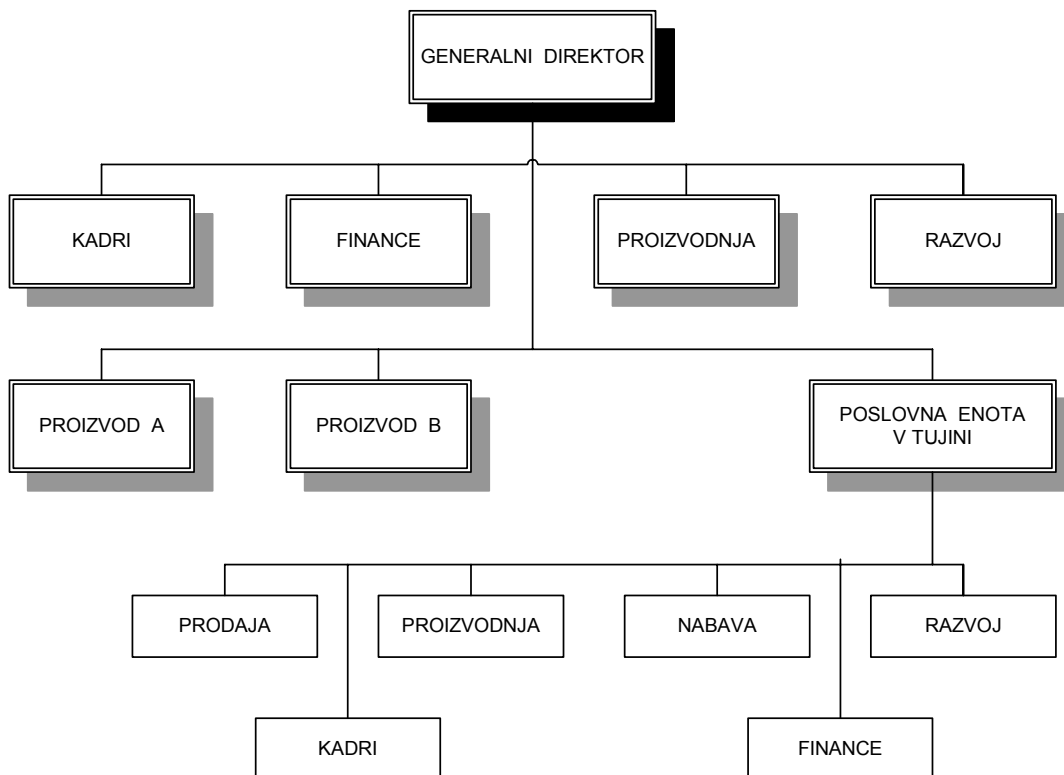 GENERALNI DIREKTOR
KADRI
FINANCE
PROIZVODNJA
RAZVOJ
PROIZVOD A
PROIZVOD B
POSLOVNA ENOTA
V TUJINI
PRODAJA
PROIZVODNJA
NABAVA
RAZVOJ
KADRI
FINANCE